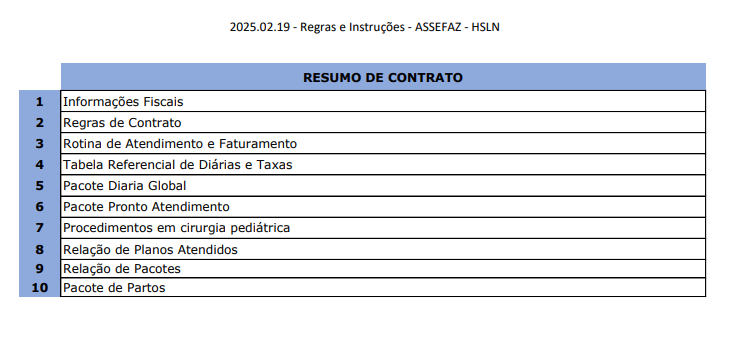 2025.02.19 - Regras e Instruções - ASSEFAZ - HSLN
RESUMO DE CONTRATO
1 Informações Fiscais
2 Regras de Contrato
3 Rotina de Atendimento e Faturamento
4 Tabela Referencial de Diárias e Taxas
5 Pacote Diaria Global
6 Pacote Pronto Atendimento
7 Procedimentos em cirurgia pediátrica
8 Relação de Planos Atendidos
9 Relação de Pacotes
10 Pacote de Partos